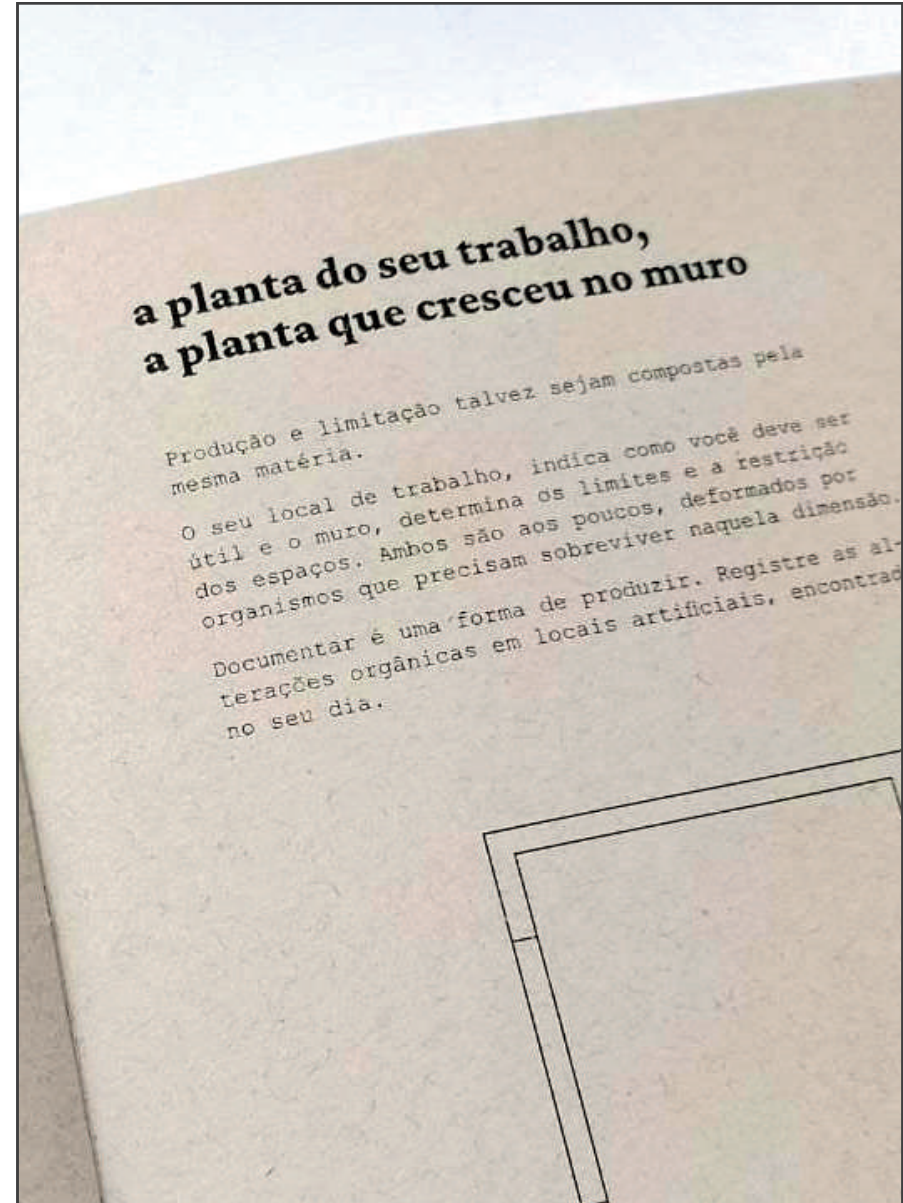 a planta do seu trabalho,
a planta que cresceu no muro
Produção e limitação talvez sejam compostas pela
mesma matéria.
O seu local de trabalho, indica como você deve ser
útil e o muro, determina os limites e a restrição
dos espaços. Ambos são aos poucos, deformados por
organismos que precisam sobreviver naquela dimensão.
Documentar é uma forma de produzir. Registre as al-
terações orgânicas em locais artificiais, encontrad
no seu dia.